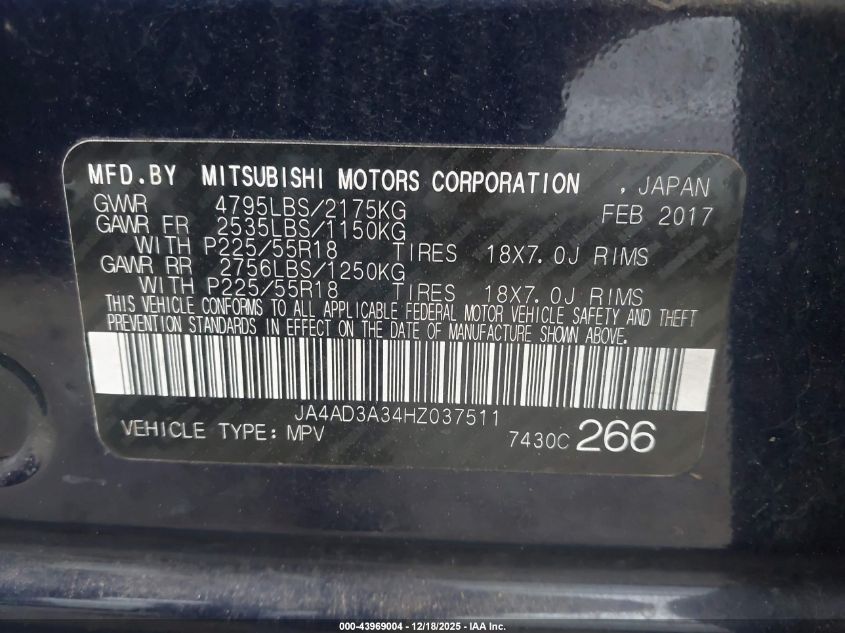 MFD.BY MITSUBISHI MOTORS CORPORATION , JAPAN
GVWR 4795LBS/2175KG FEB 2017
GAWR FR 2535LBS/1150KG
WITH P225/55R18 TIRES 18X7.0J RIMS
GAWR RR 2756LBS/1250KG
WITH P225/55R18 TIRES 18X7.0J RIMS
THIS VEHICLE CONFORMS TO ALL APPLICABLE FEDERAL MOTOR VEHICLE SAFETY AND THEFT
PREVENTION STANDARDS IN EFFECT ON THE DATE OF MANUFACTURE SHOWN ABOVE.
JA4AD3A34HZ037511
VEHICLE TYPE: MPV 7430C 266
000-43969004 - 12/18/2025 - IAA Inc.